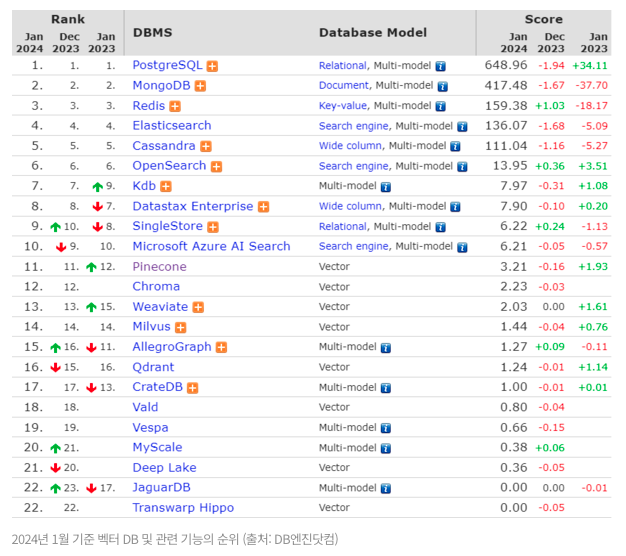 Rank DBMS Database Model Score
Jan 2024 Dec 2023 Jan 2023 Jan 2024 Dec 2023 Jan 2023
1. 1. 1. PostgreSQL Relational, Multi-model 648.96 -1.94 +34.11
2. 2. 2. MongoDB Document, Multi-model 417.48 -1.67 -37.70
3. 3. 3. Redis Key-value, Multi-model 159.38 +1.03 -18.17
4. 4. 4. Elasticsearch Search engine, Multi-model 136.07 -1.68 -5.09
5. 5. 5. Cassandra Wide column, Multi-model 111.04 -1.16 -5.27
6. 6. 6. OpenSearch Search engine, Multi-model 13.95 +0.36 +3.51
7. 7. 9. Kdb Multi-model 7.97 -0.31 +1.08
8. 8. 7. Datastax Enterprise Wide column, Multi-model 7.90 -0.10 +0.20
9. 10. 8. SingleStore Relational, Multi-model 6.22 +0.24 -1.13
10. 9. 10. Microsoft Azure AI Search Search engine, Multi-model 6.21 -0.05 -0.57
11. 11. 12. Pinecone Vector 3.21 -0.16 +1.93
12. 12. Chroma Vector 2.23 -0.03
13. 13. 15. Weaviate Vector 2.03 0.00 +1.61
14. 14. 14. Milvus Vector 1.44 -0.04 +0.76
15. 16. 11. AllegroGraph Multi-model 1.27 +0.09 -0.11
16. 15. 16. Qdrant Vector 1.24 -0.01 +1.14
17. 17. 13. CrateDB Multi-model 1.00 -0.01 +0.01
18. 18. Vald Vector 0.80 -0.04
19. 19. Vespa Multi-model 0.66 -0.15
20. 21. MyScale Multi-model 0.38 +0.06
21. 20. Deep Lake Vector 0.36 -0.05
22. 23. 17. JaguarDB Multi-model 0.00 0.00 -0.01
22. 22. Transwarp Hippo Vector 0.00 -0.05
2024년 1월 기준 벡터 DB 및 관련 기능의 순위 (출처: DB엔진닷컴)